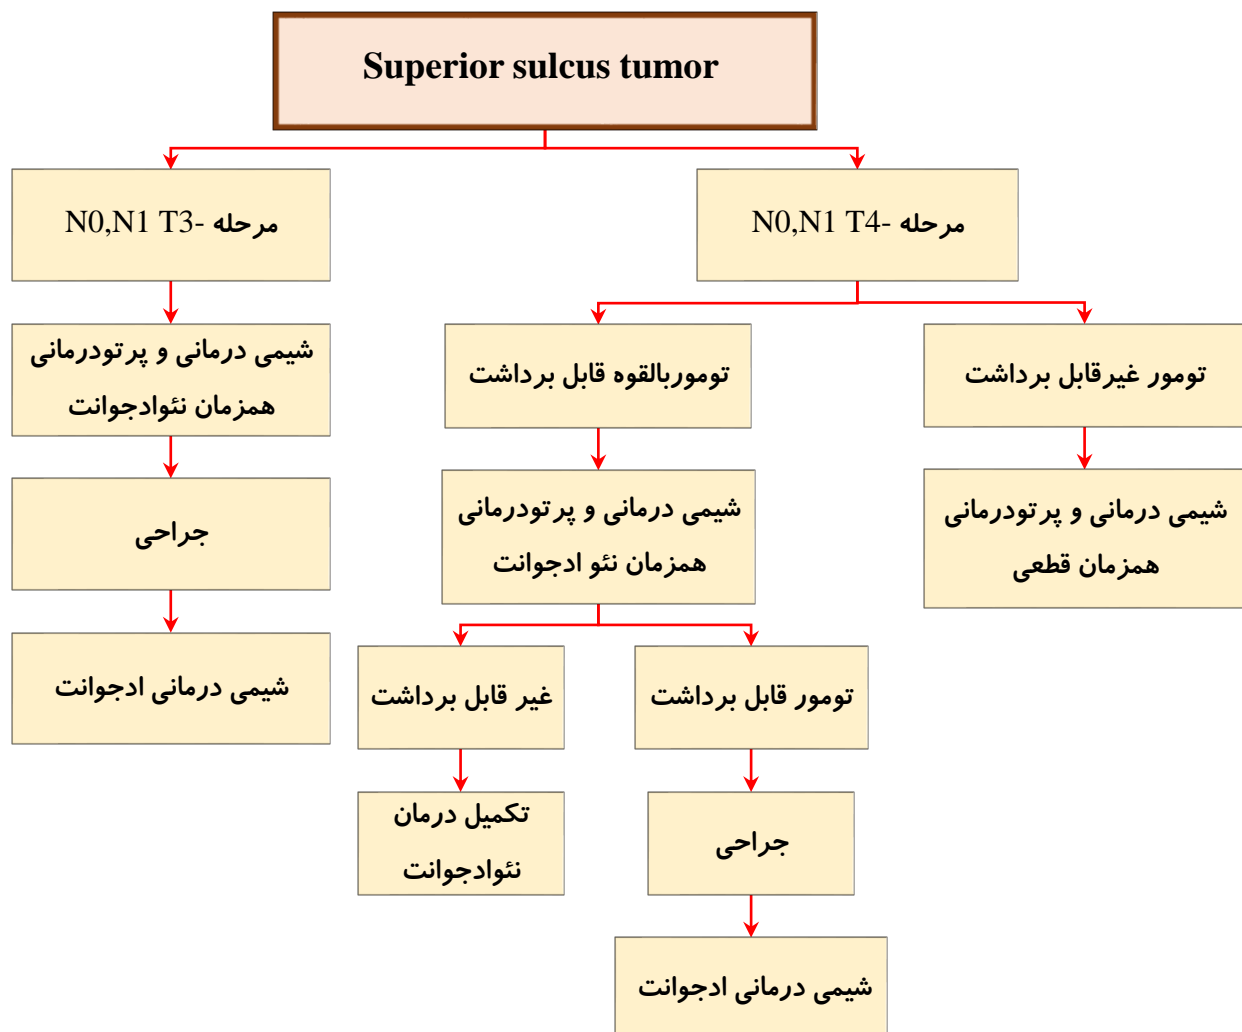 Superior sulcus tumor
مرحله -N0,N1 T3
مرحله -N0,N1 T4
شیمی درمانی و پرتودرمانی
همزمان نئوادجوانت
توموربالقوه قابل برداشت
تومور غیرقابل برداشت
جراحی
شیمی درمانی و پرتودرمانی
همزمان نئو ادجوانت
شیمی درمانی و پرتودرمانی
همزمان قطعی
شیمی درمانی ادجوانت
غیر قابل برداشت
تومور قابل برداشت
تکمیل درمان
نئوادجوانت
جراحی
شیمی درمانی ادجوانت